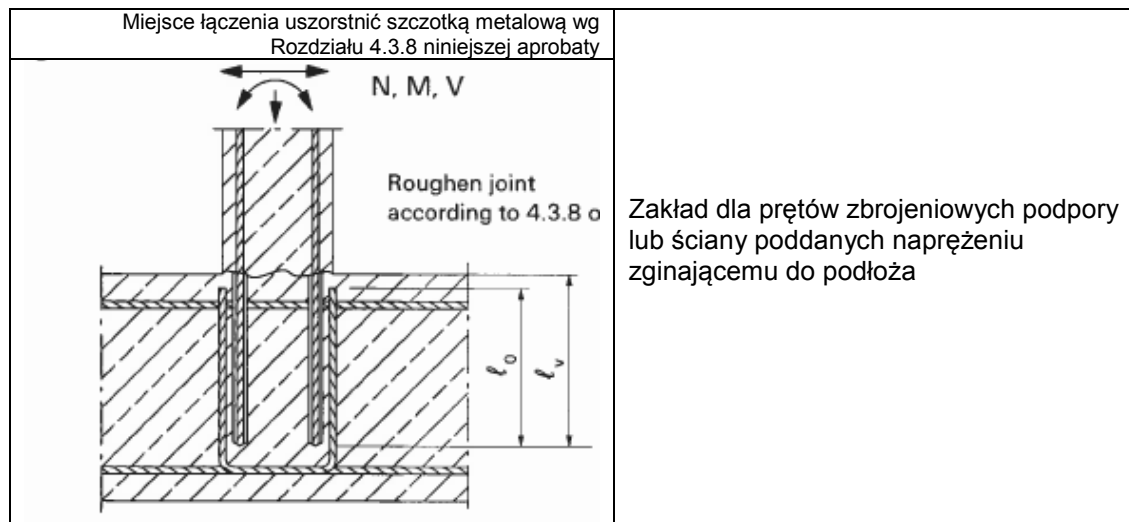 Miejsce łączenia uszorstnić szczotką metalową wg
Rozdziału 4.3.8 niniejszej aprobaty
N, M, V
Roughen joint
according to 4.3.8 o
ℓo
ℓv
Zakład dla prętów zbrojeniowych podpory
lub ściany poddanych naprężeniu
zginającemu do podłoża